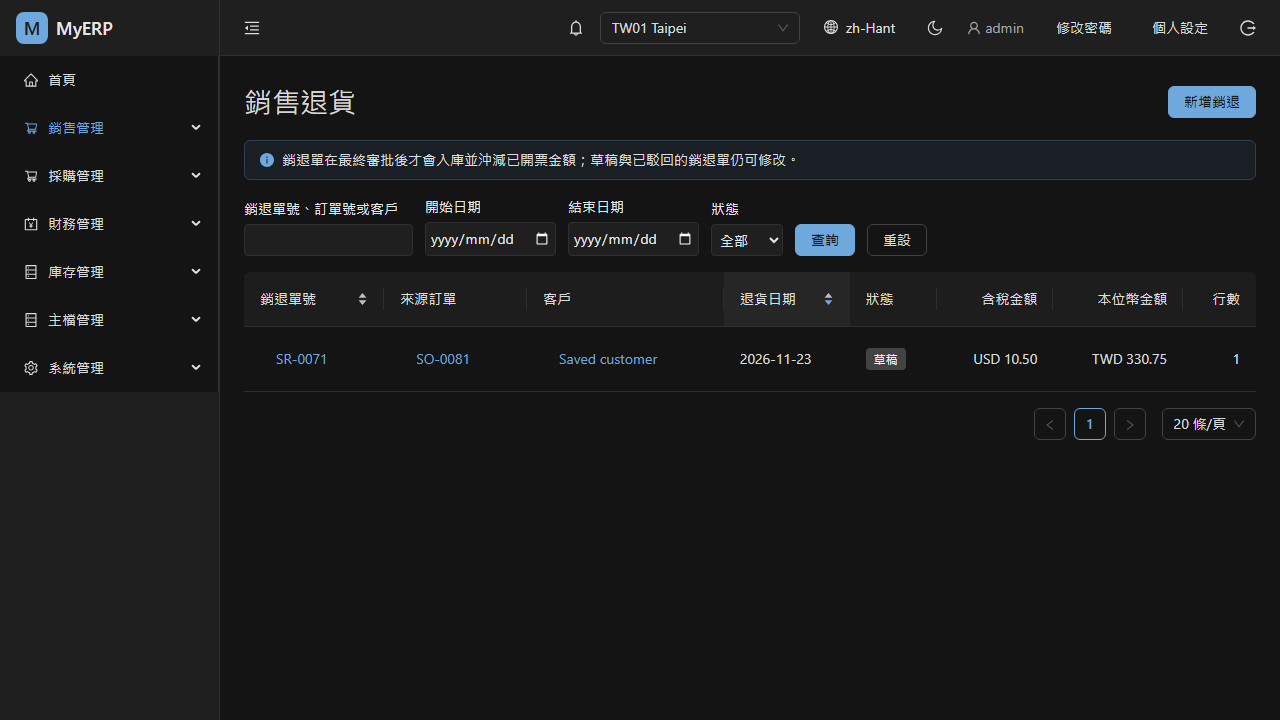 M MyERP
TW01 Taipei
zh-Hant
admin
修改密碼
個人設定
首頁
銷售管理
採購管理
財務管理
庫存管理
主檔管理
系統管理
銷售退貨
新增銷退
銷退單在最終審批後才會入庫並沖減已開票金額；草稿與已駁回的銷退單仍可修改。
銷退單號、訂單號或客戶
開始日期
結束日期
狀態
yyyy/mm/dd
yyyy/mm/dd
全部
查詢
重設
銷退單號 來源訂單 客戶 退貨日期 狀態 含稅金額 本位幣金額 行數
SR-0071 SO-0081 Saved customer 2026-11-23 草稿 USD 10.50 TWD 330.75 1
1
20 條/頁